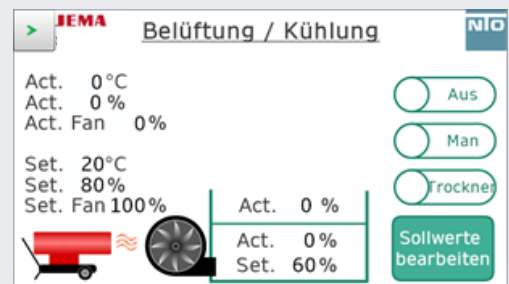 > JEMA
Belüftung / Kühlung
NTO
Act. 0°C
Act. 0 %
Act. Fan 0%
Set. 20°C
Set. 80%
Set. Fan 100%
Act. 0 %
Act. 0%
Set. 60%
Aus
Man
Trockner
Sollwerte
bearbeiten